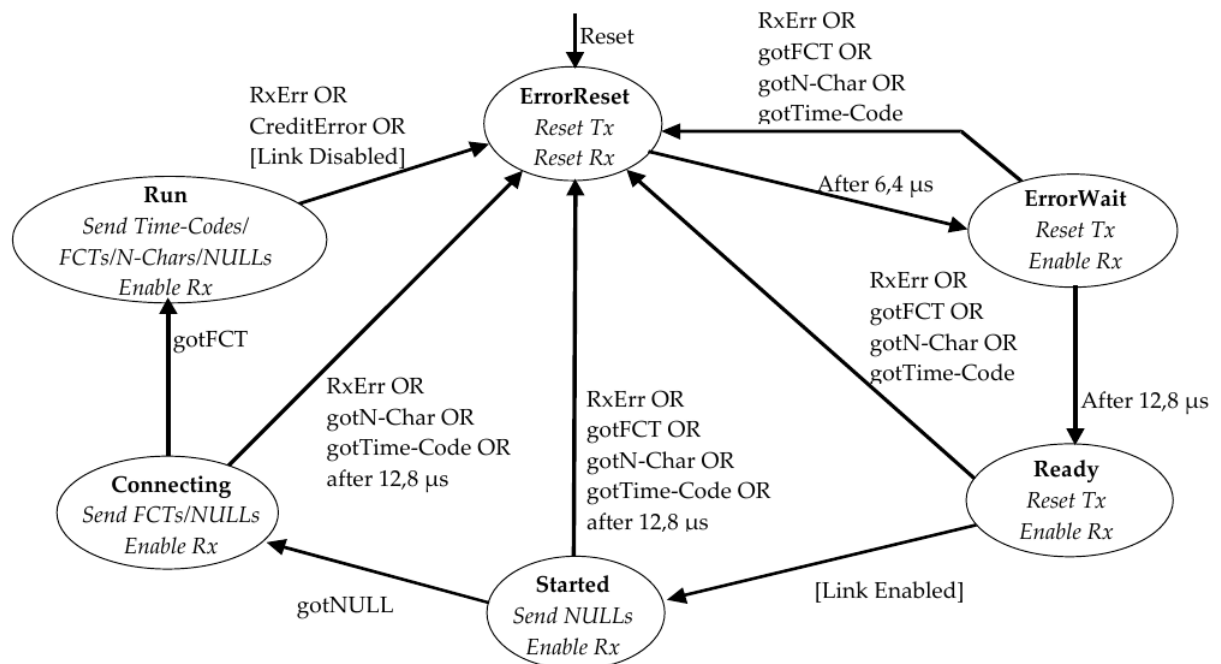 Reset
ErrorReset
Reset Tx
Reset Rx
RxErr OR
gotFCT OR
gotN-Char OR
gotTime-Code
RxErr OR
CreditError OR
[Link Disabled]
After 6,4 µs
Run
Send Time-Codes/
FCTs/N-Chars/NULLs
Enable Rx
ErrorWait
Reset Tx
Enable Rx
gotFCT
RxErr OR
gotFCT OR
gotN-Char OR
gotTime-Code
RxErr OR
gotN-Char OR
gotTime-Code OR
after 12,8 µs
RxErr OR
gotFCT OR
gotN-Char OR
gotTime-Code OR
after 12,8 µs
After 12,8 µs
Connecting
Send FCTs/NULLs
Enable Rx
Ready
Reset Tx
Enable Rx
gotNULL
Started
Send NULLs
Enable Rx
[Link Enabled]